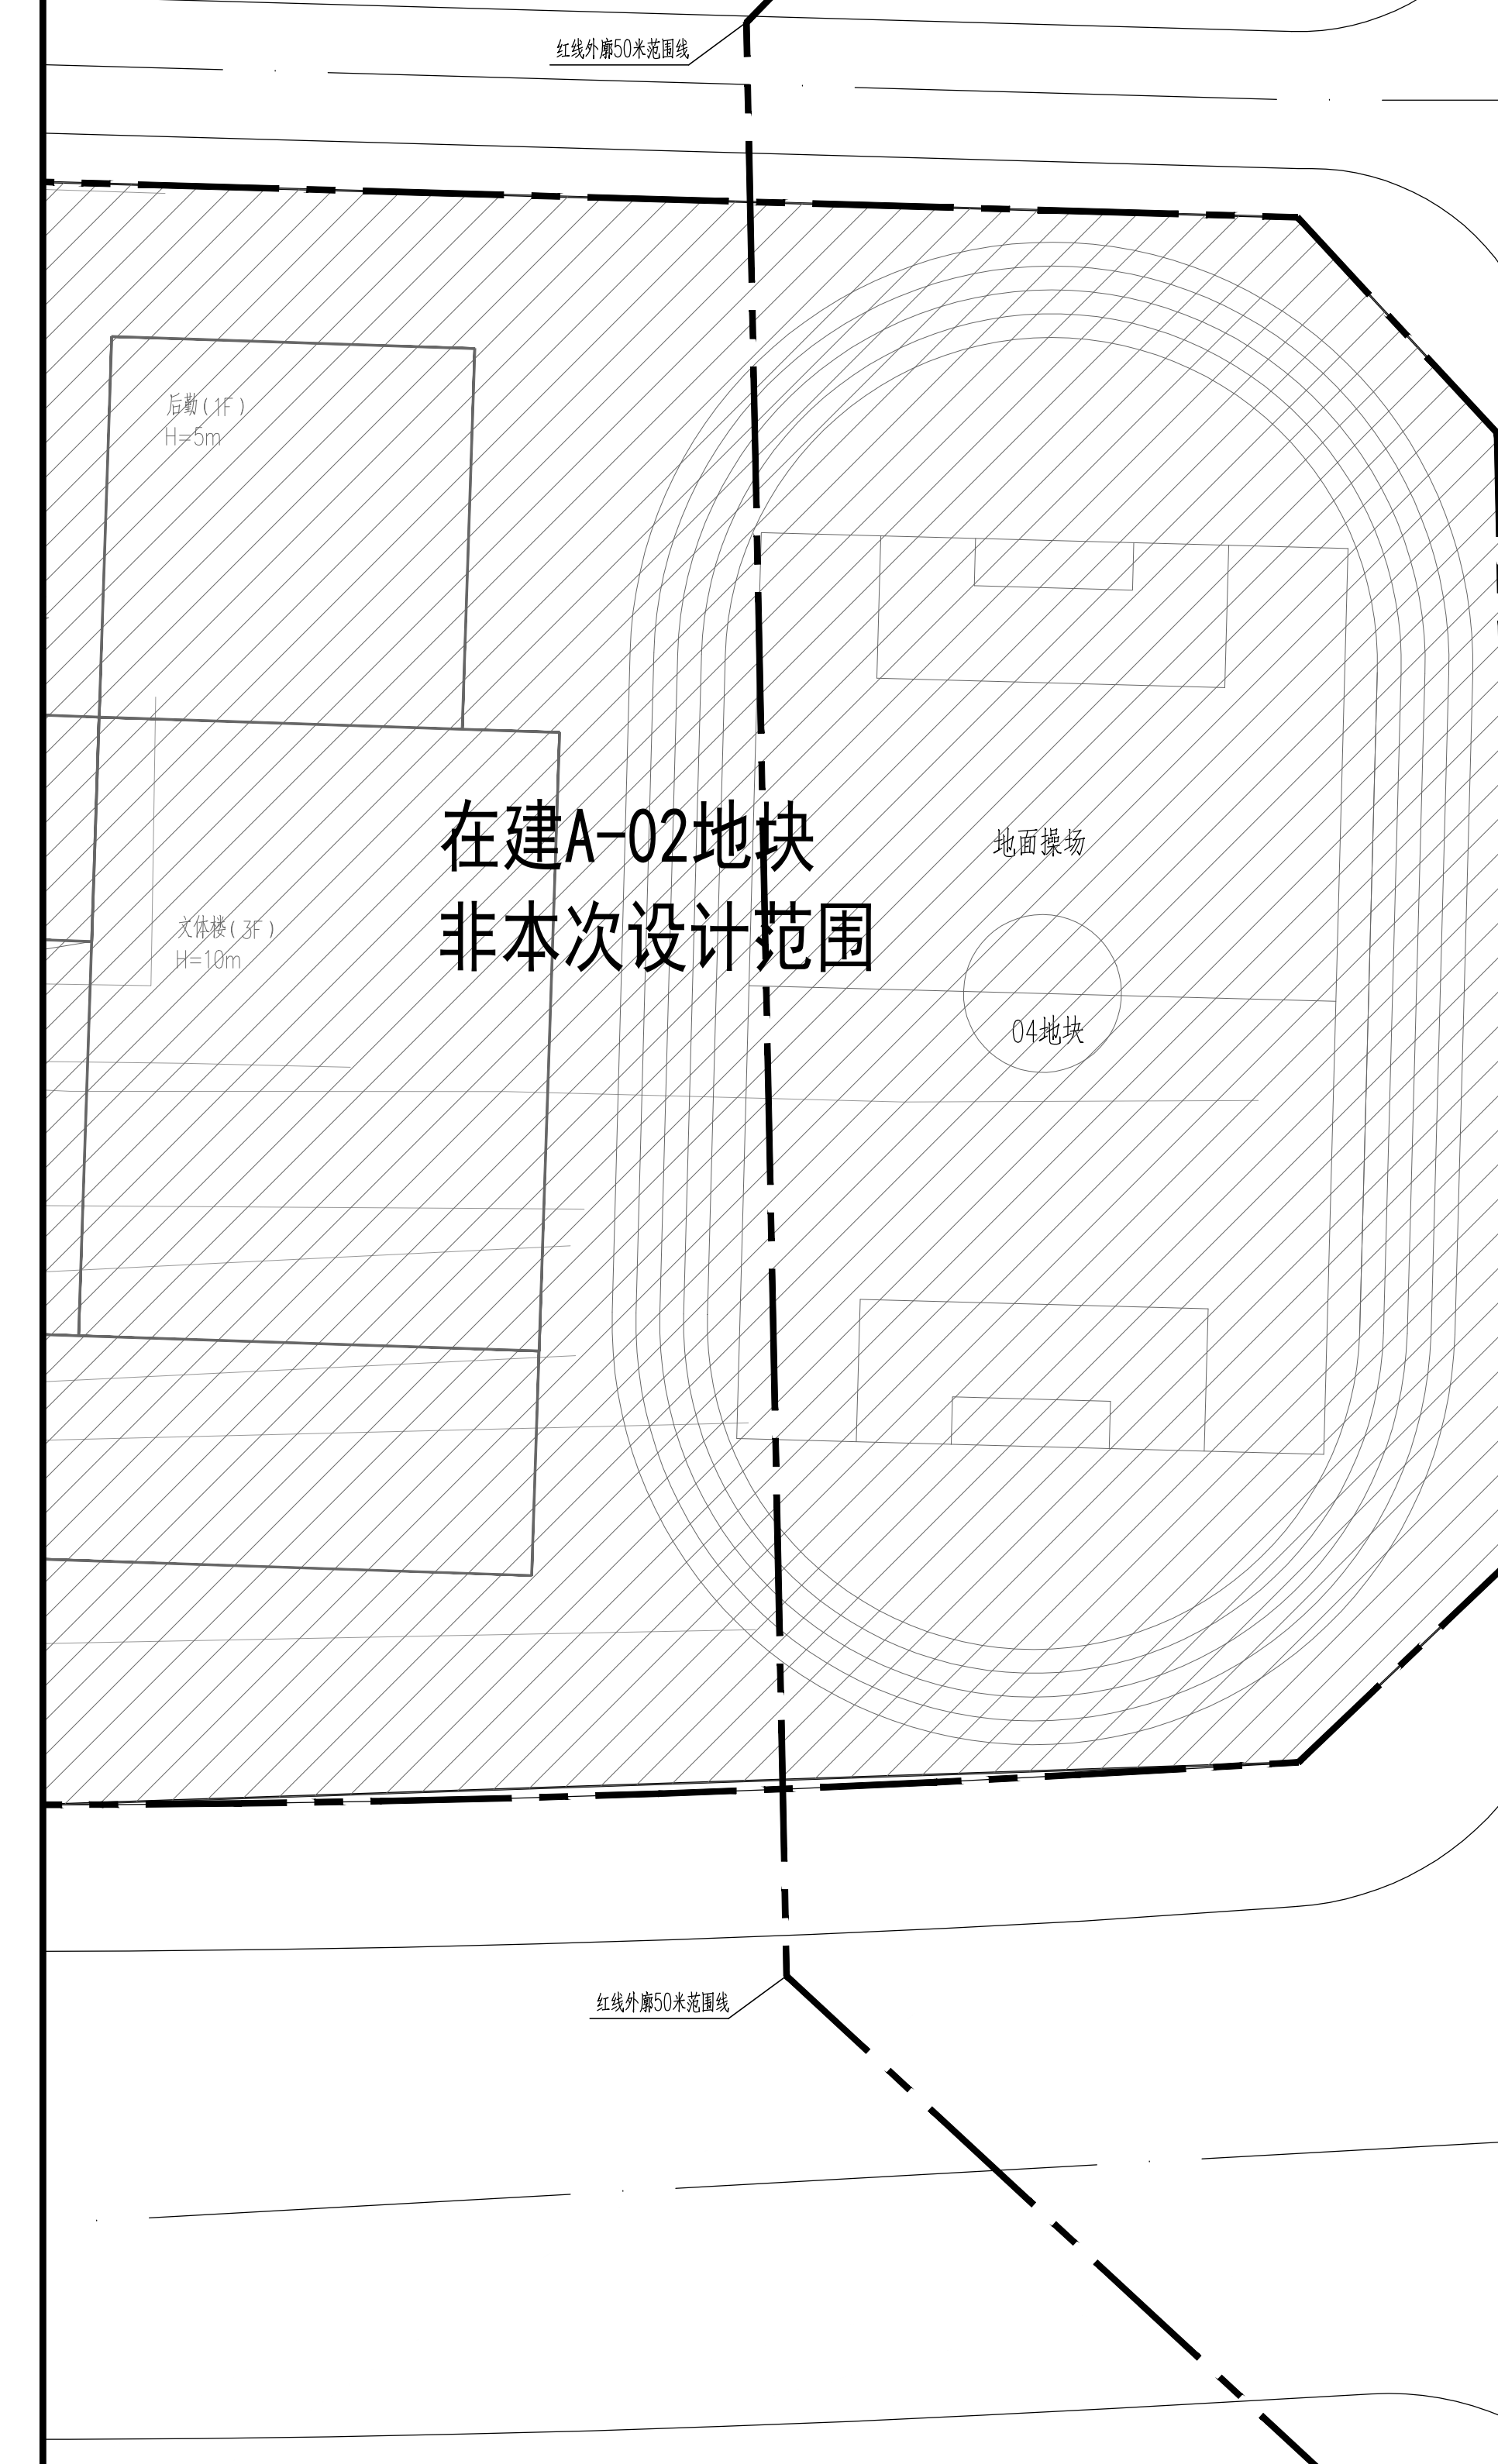 红线外廓50米范围线
后勤(1F)
H=5m
在建A-02地块
地面操场
非本次设计范围
文体楼(3F)
H=10m
04地块
红线外廓50米范围线